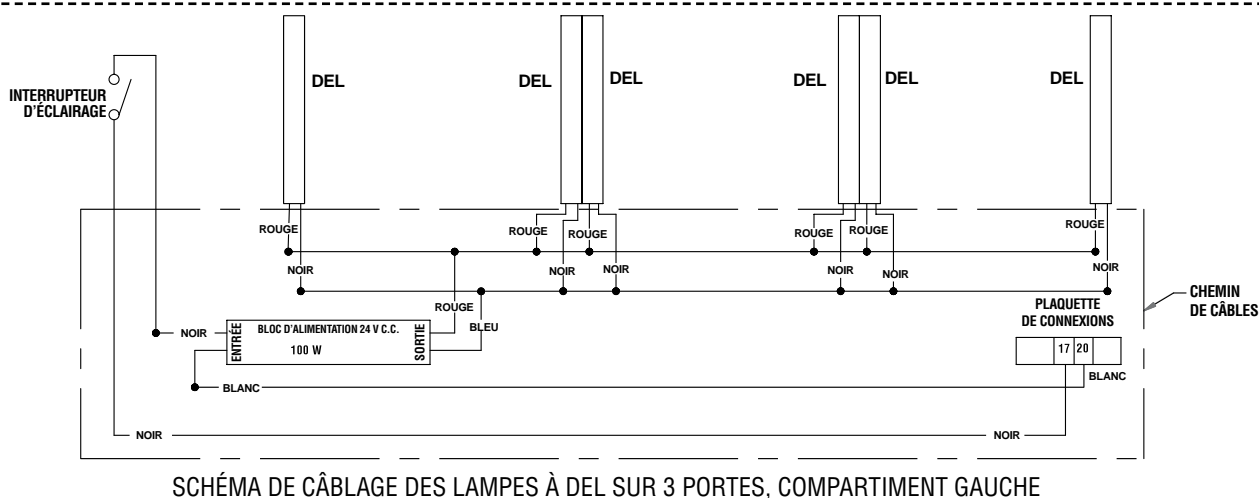 INTERRUPTEUR
D'ÉCLAIRAGE
DEL
DEL
DEL
DEL
DEL
DEL
ROUGE
ROUGE
ROUGE
ROUGE
ROUGE
ROUGE
NOIR
NOIR
NOIR
NOIR
NOIR
NOIR
ROUGE
BLEU
NOIR
ENTRÉE
BLOC D'ALIMENTATION 24 V C.C.
100 W
SORTIE
PLAQUETTE
DE CONNEXIONS
17 20
CHEMIN
DE CÂBLES
BLANC
BLANC
NOIR
NOIR
SCHÉMA DE CÂBLAGE DES LAMPES À DEL SUR 3 PORTES, COMPARTIMENT GAUCHE